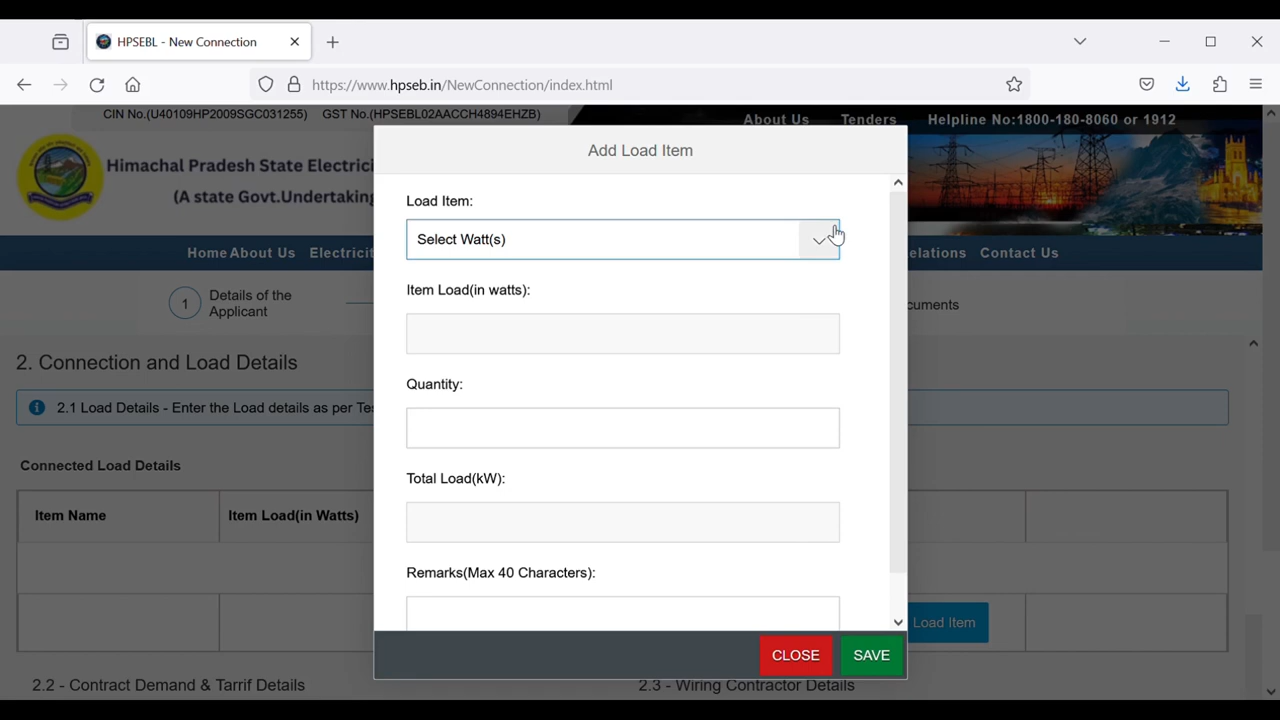 HPSEBL - New Connection
https://www.hpseb.in/NewConnection/index.html
CIN No.(U40109HP2009SGC031255) GST No.(HPSEBL02AACCH4894EHZB)
About Us Tenders Helpline No:1800-180-8060 or 1912
Himachal Pradesh State Electrici
(A state Govt.Undertaking
Home About Us Electricit elations Contact Us
1 Details of the
Applicant
cuments
2. Connection and Load Details
2.1 Load Details - Enter the Load details as per Tes
Connected Load Details
Item Name Item Load(in Watts)
Load Item
2.2 - Contract Demand & Tarrif Details
2.3 - Wiring Contractor Details
Add Load Item
Load Item:
Select Watt(s)
Item Load(in watts):
Quantity:
Total Load(kW):
Remarks(Max 40 Characters):
CLOSE SAVE